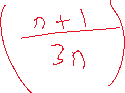 (n + 1 / 3n)